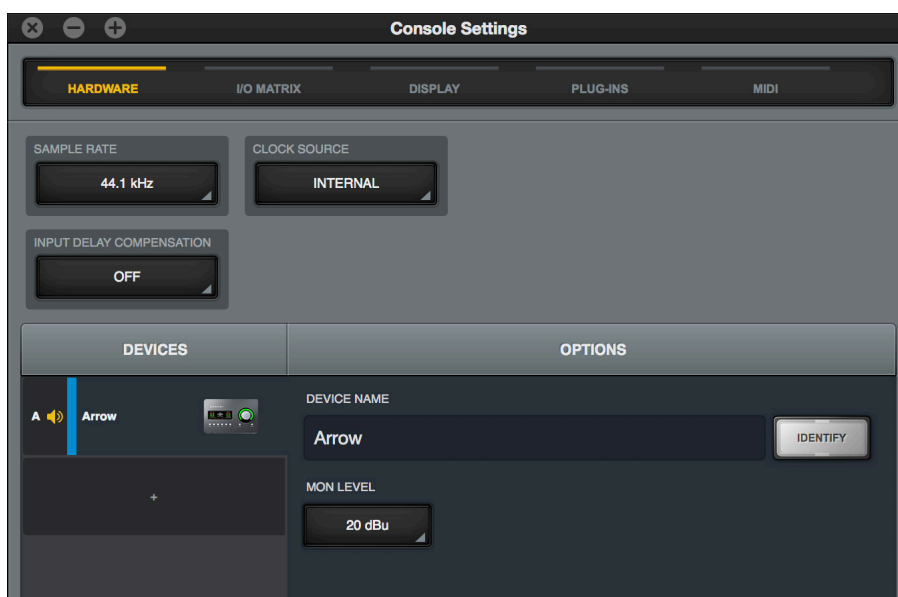 Console Settings
HARDWARE
I/O MATRIX
DISPLAY
PLUG-INS
MIDI
SAMPLE RATE
CLOCK SOURCE
44.1 kHz
INTERNAL
INPUT DELAY COMPENSATION
OFF
DEVICES
OPTIONS
A
Arrow
DEVICE NAME
Arrow
IDENTIFY
+
MON LEVEL
20 dBu